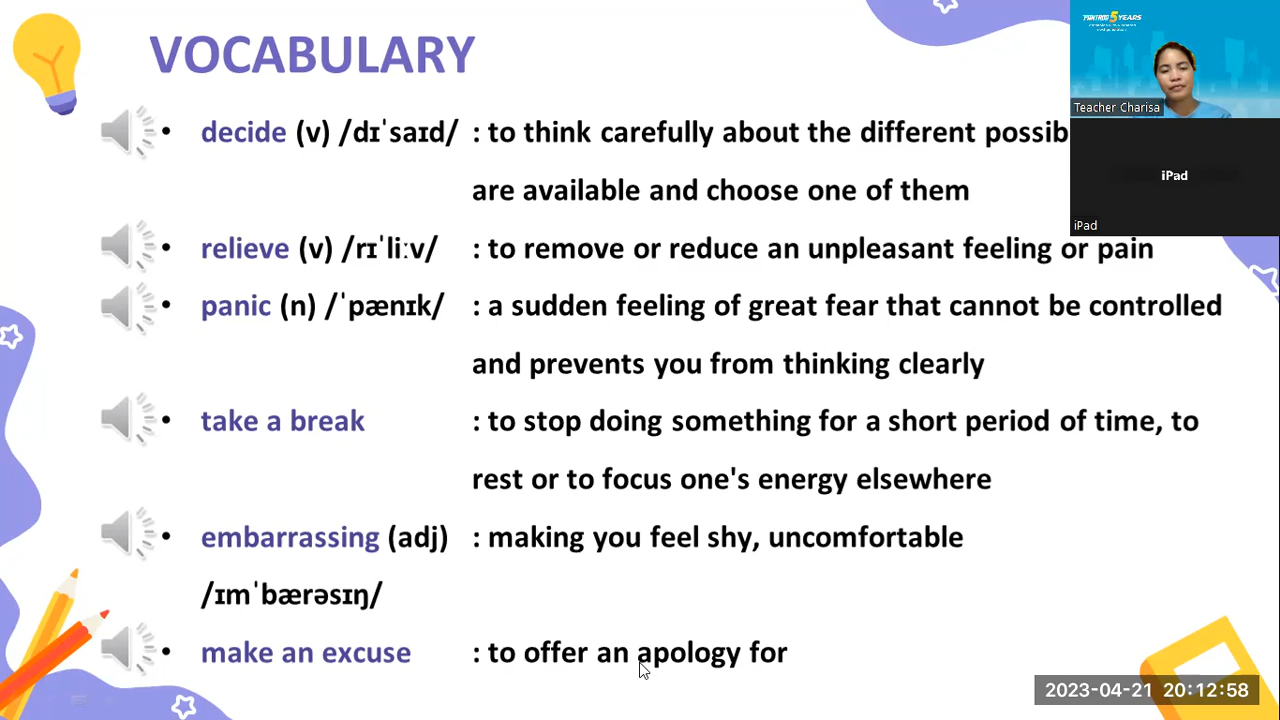 VOCABULARY
5 YEARS
Teacher Charisa
• decide (v) /dɪˈsaɪd/ : to think carefully about the different possib
are available and choose one of them
iPad
iPad
• relieve (v) /rɪˈliːv/ : to remove or reduce an unpleasant feeling or pain
• panic (n) /ˈpænɪk/ : a sudden feeling of great fear that cannot be controlled
and prevents you from thinking clearly
• take a break : to stop doing something for a short period of time, to
rest or to focus one's energy elsewhere
• embarrassing (adj) : making you feel shy, uncomfortable
/ɪmˈbærəsɪŋ/
• make an excuse : to offer an apology for
2023-04-21 20:12:58